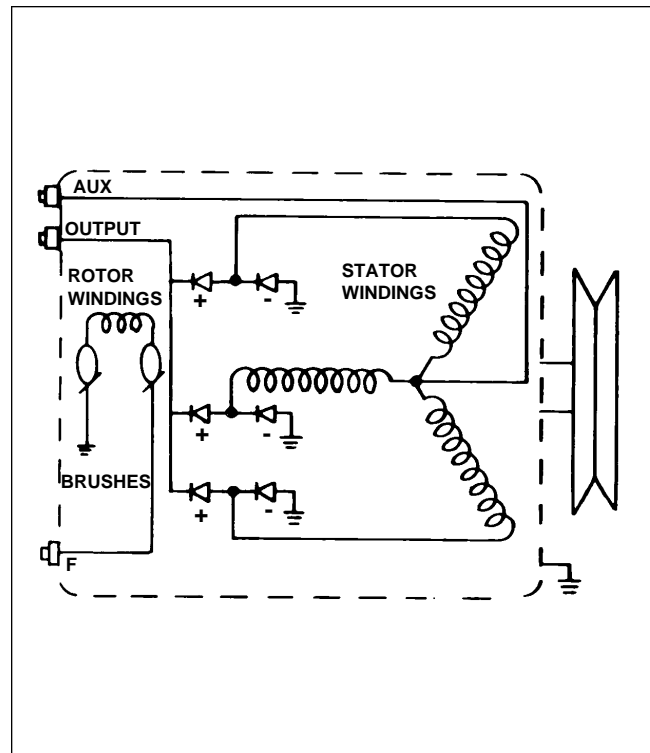 AUX
OUTPUT
ROTOR
WINDINGS
STATOR
WINDINGS
+ -
+ -
BRUSHES
+ -
F